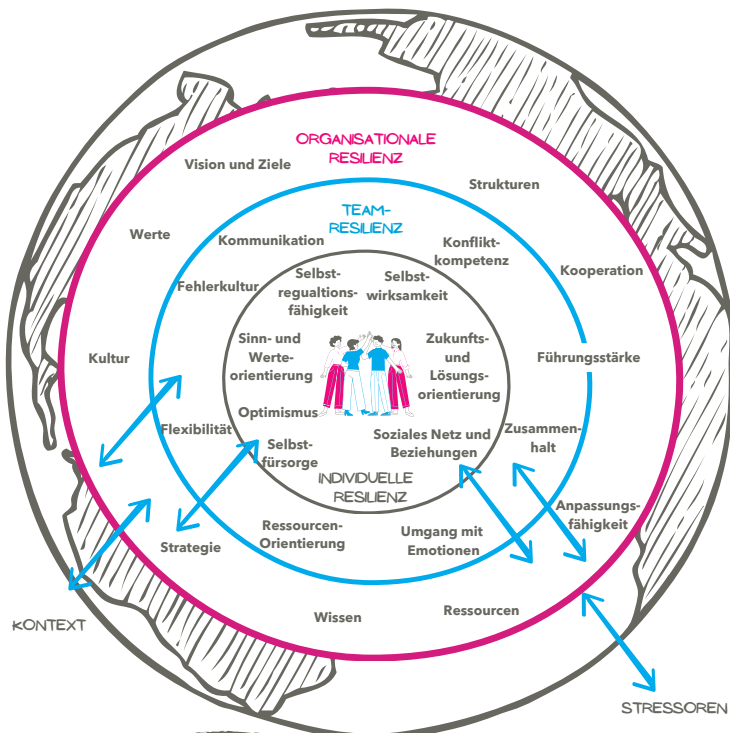 ORGANISATIONALE
RESILIENZ
Vision und Ziele
Strukturen
TEAM-
RESILIENZ
Werte
Kommunikation
Konflikt-
kompetenz
Kooperation
Fehlerkultur
Selbst-
regualtions-
fähigkeit
Selbst-
wirksamkeit
Kultur
Sinn- und
Werte-
orientierung
Zukunfts-
und
Lösungs-
orientierung
Führungsstärke
Optimismus
Flexibilität
Selbst-
fürsorge
Soziales Netz und
Beziehungen
Zusammen-
halt
INDIVIDUELLE
RESILIENZ
Anpassungs-
fähigkeit
Strategie
Ressourcen-
Orientierung
Umgang mit
Emotionen
Wissen
Ressourcen
KONTEXT
STRESSOREN